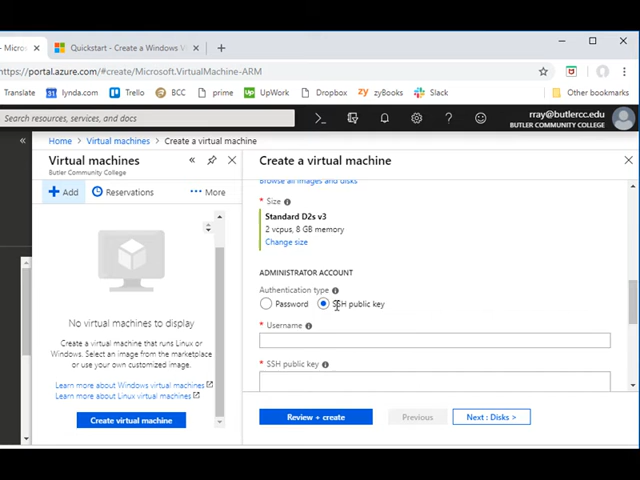 - Micro
Quickstart - Create a Windows V
https://portal.azure.com/#create/Microsoft.VirtualMachine-ARM
Translate lynda.com Trello BCC prime UpWork Dropbox zyBooks Skillport Other bookmarks
Search resources, services, and docs
rray@butlercc.edu
BUTLER COMMUNITY COLLEGE
Home > Virtual machines > Create a virtual machine
Virtual machines
Butler Community College
Add Reservations More
No virtual machines to display
Create a virtual machine that runs Linux or
Windows. Select an image from the marketplace
or use your own customized image.
Learn more about Windows virtual machines
Learn more about Linux virtual machines
Create virtual machine
Create a virtual machine
Browse all images and disks
* Size
Standard D2s v3
2 vcpus, 8 GB memory
Change size
ADMINISTRATOR ACCOUNT
Authentication type
Password SSH public key
* Username
* SSH public key
Review + create Previous Next : Disks >